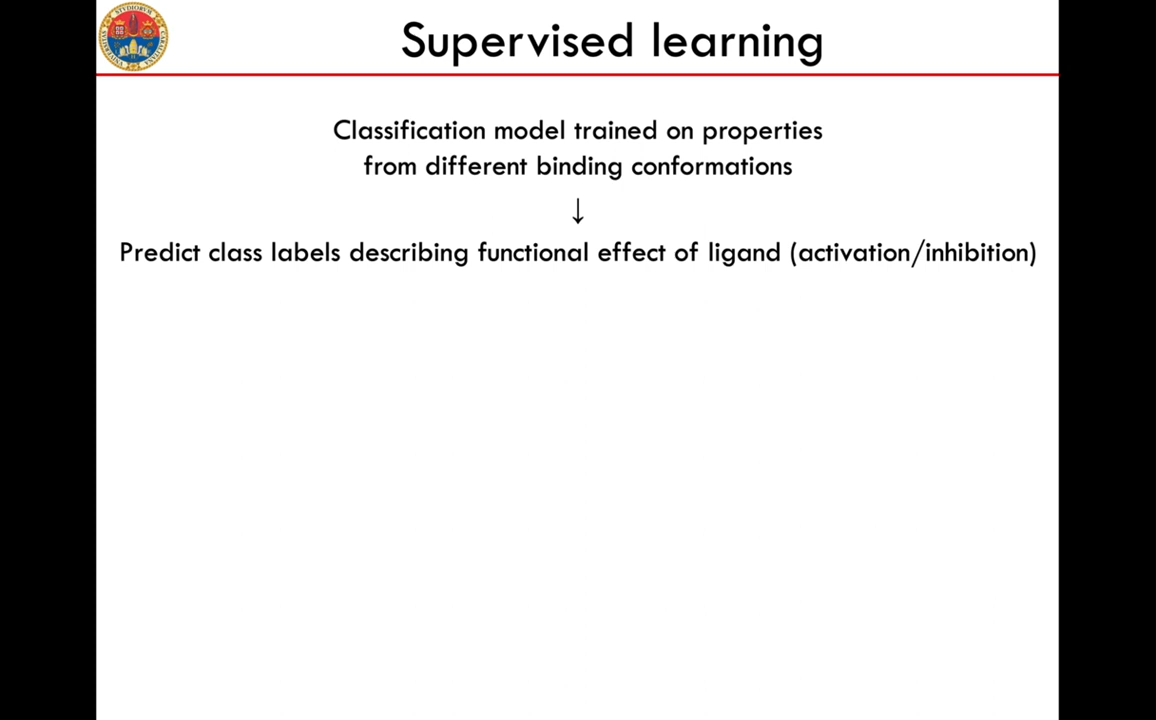 Supervised learning
Classification model trained on properties
from different binding conformations
↓
Predict class labels describing functional effect of ligand (activation/inhibition)